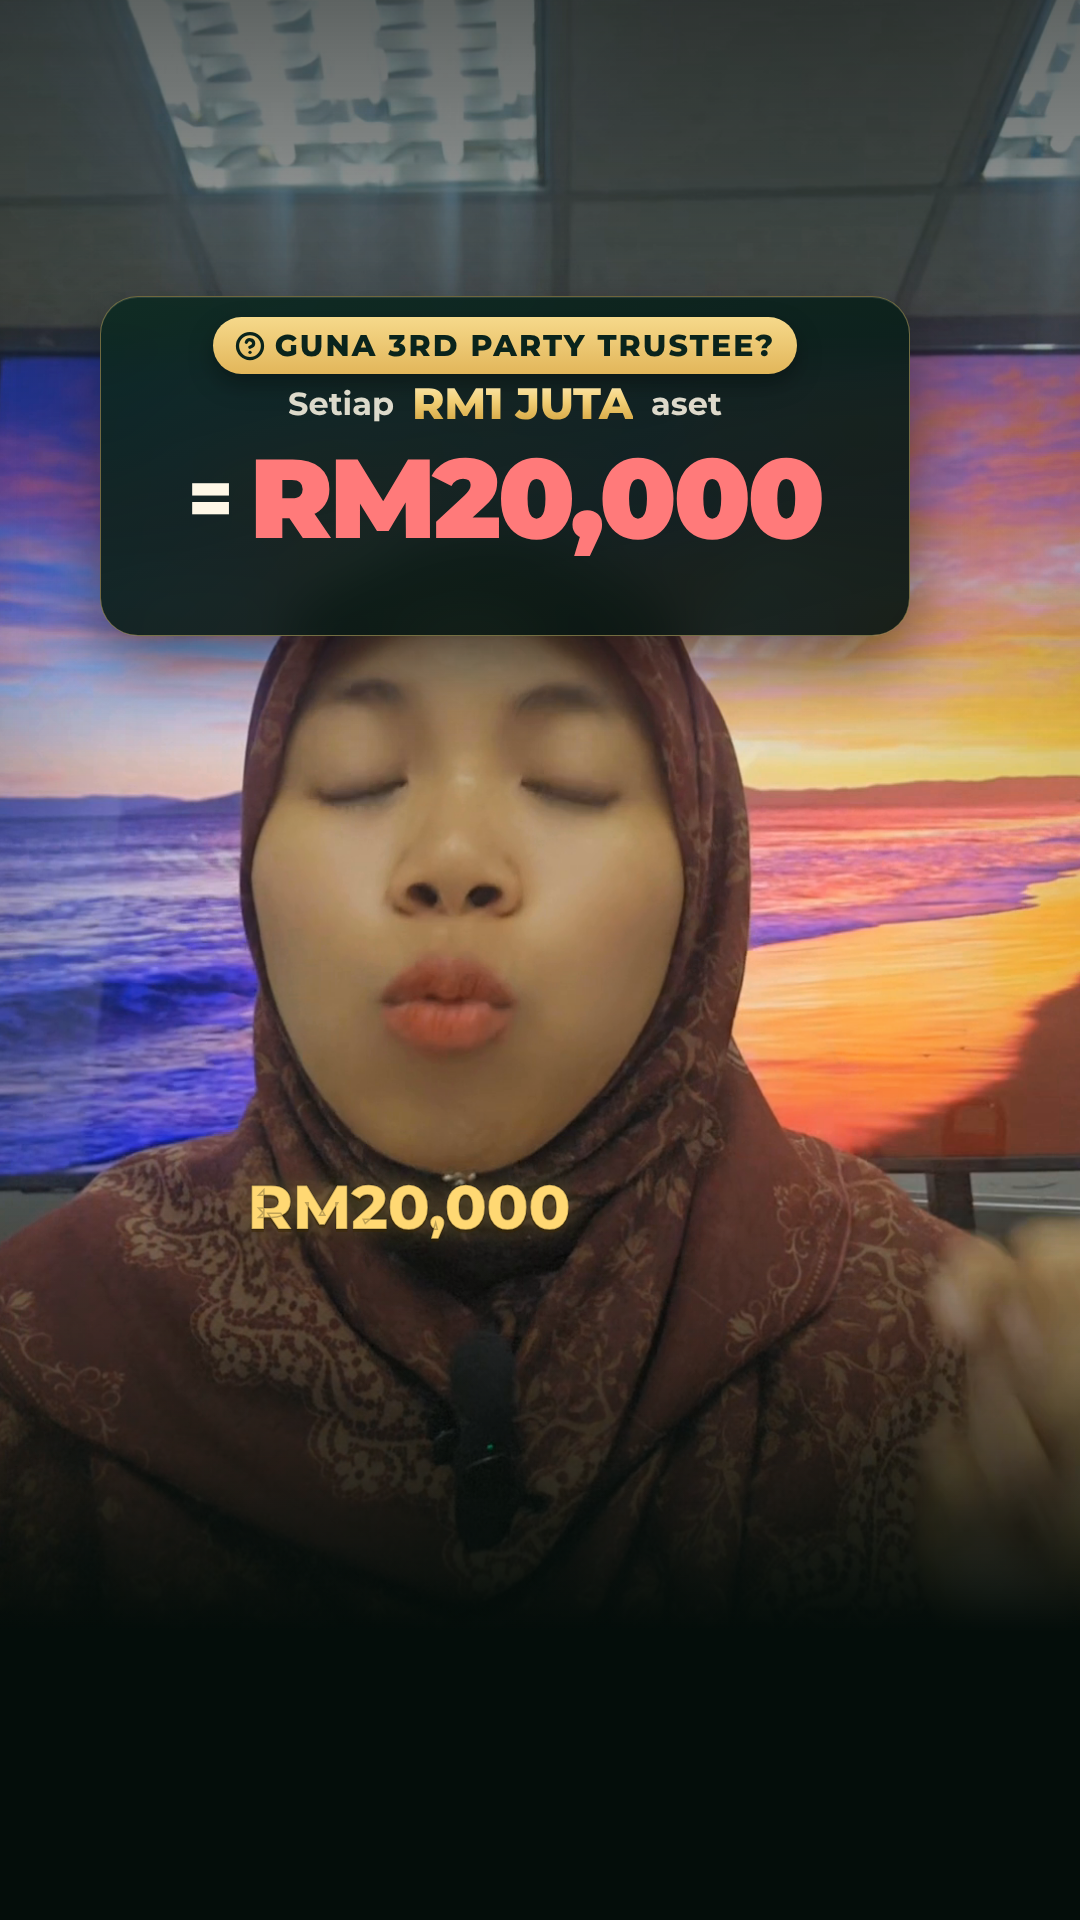 GUNA 3RD PARTY TRUSTEE?
Setiap RM1 JUTA aset
= RM20,000
RM20,000